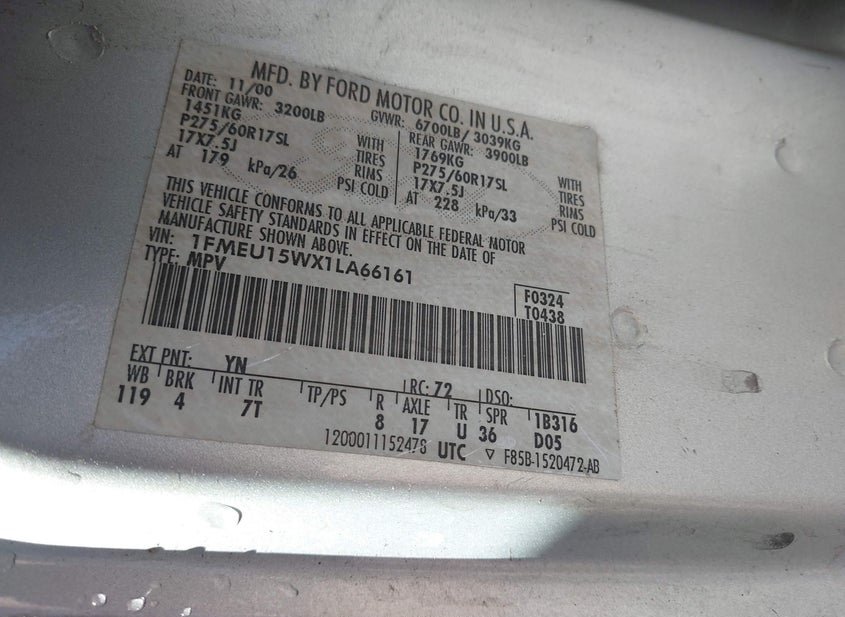 MFD. BY FORD MOTOR CO. IN U.S.A.
DATE: 11/00 GVWR: 6700LB/ 3039KG
FRONT GAWR: 3200LB REAR GAWR: 3900LB
1451KG WITH 1769KG WITH
P275/60R17SL TIRES P275/60R17SL TIRES
17X7.5J RIMS 17X7.5J RIMS
AT 179 kPa/26 PSI COLD AT 228 kPa/33 PSI COLD
THIS VEHICLE CONFORMS TO ALL APPLICABLE FEDERAL MOTOR
VEHICLE SAFETY STANDARDS IN EFFECT ON THE DATE OF
MANUFACTURE SHOWN ABOVE.
VIN: 1FMEU15WX1LA66161
TYPE: MPV
F0324
T0438
EXT PNT: YN RC: 72 DSO:
WB BRK INT TR TP/PS R AXLE TR SPR 1B316
119 4 7T 8 17 U 36 D05
1200011152478 UTC ▽ F85B-1520472-AB